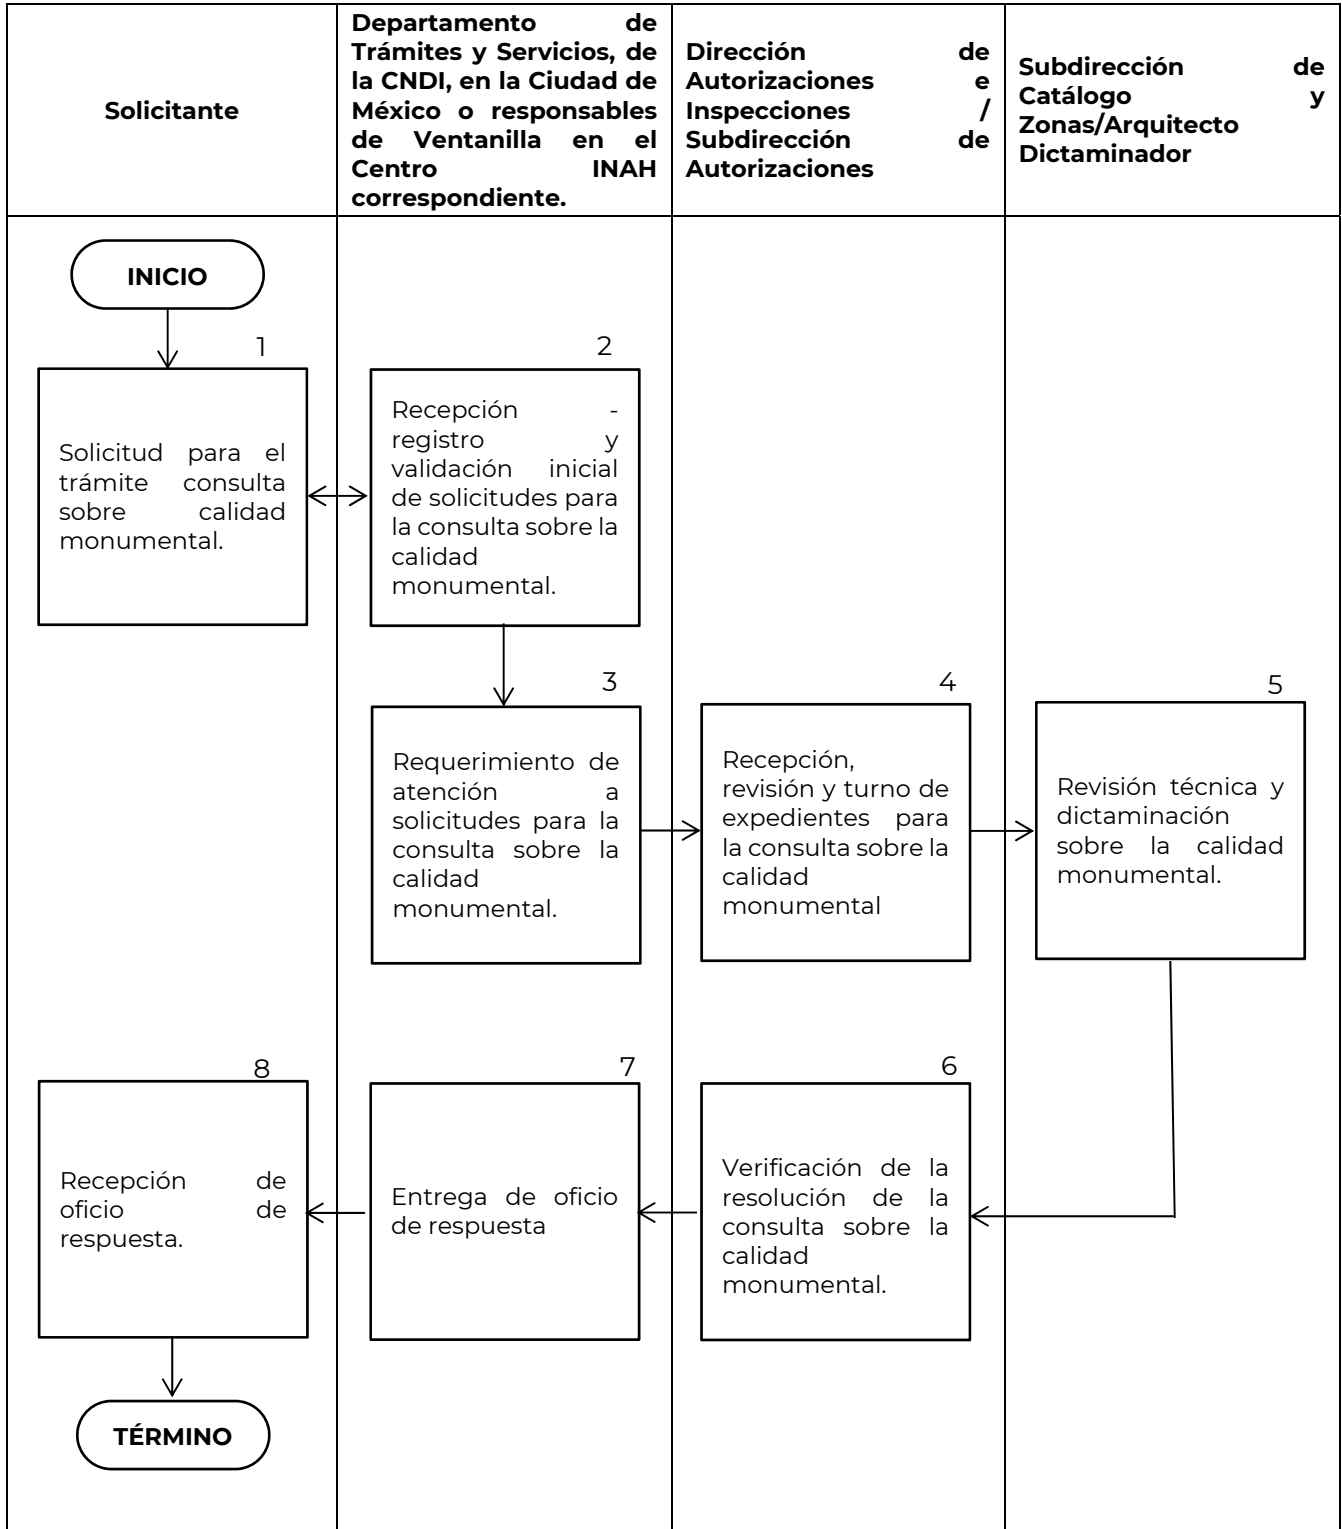 Solicitante
Departamento de
Trámites y Servicios, de
la CNDI, en la Ciudad de
México o responsables
de Ventanilla en el
Centro INAH
correspondiente.
Dirección de
Autorizaciones e
Inspecciones /
Subdirección de
Autorizaciones
Subdirección de
Catálogo y
Zonas/Arquitecto
Dictaminador
INICIO
1
Solicitud para el
trámite consulta
sobre calidad
monumental.
2
Recepción -
registro y
validación inicial
de solicitudes para
la consulta sobre la
calidad
monumental.
3
Requerimiento de
atención a
solicitudes para la
consulta sobre la
calidad
monumental.
4
Recepción,
revisión y turno de
expedientes para
la consulta sobre la
calidad
monumental
5
Revisión técnica y
dictaminación
sobre la calidad
monumental.
6
Verificación de la
resolución de la
consulta sobre la
calidad
monumental.
7
Entrega de oficio
de respuesta
8
Recepción de
oficio de
respuesta.
TÉRMINO